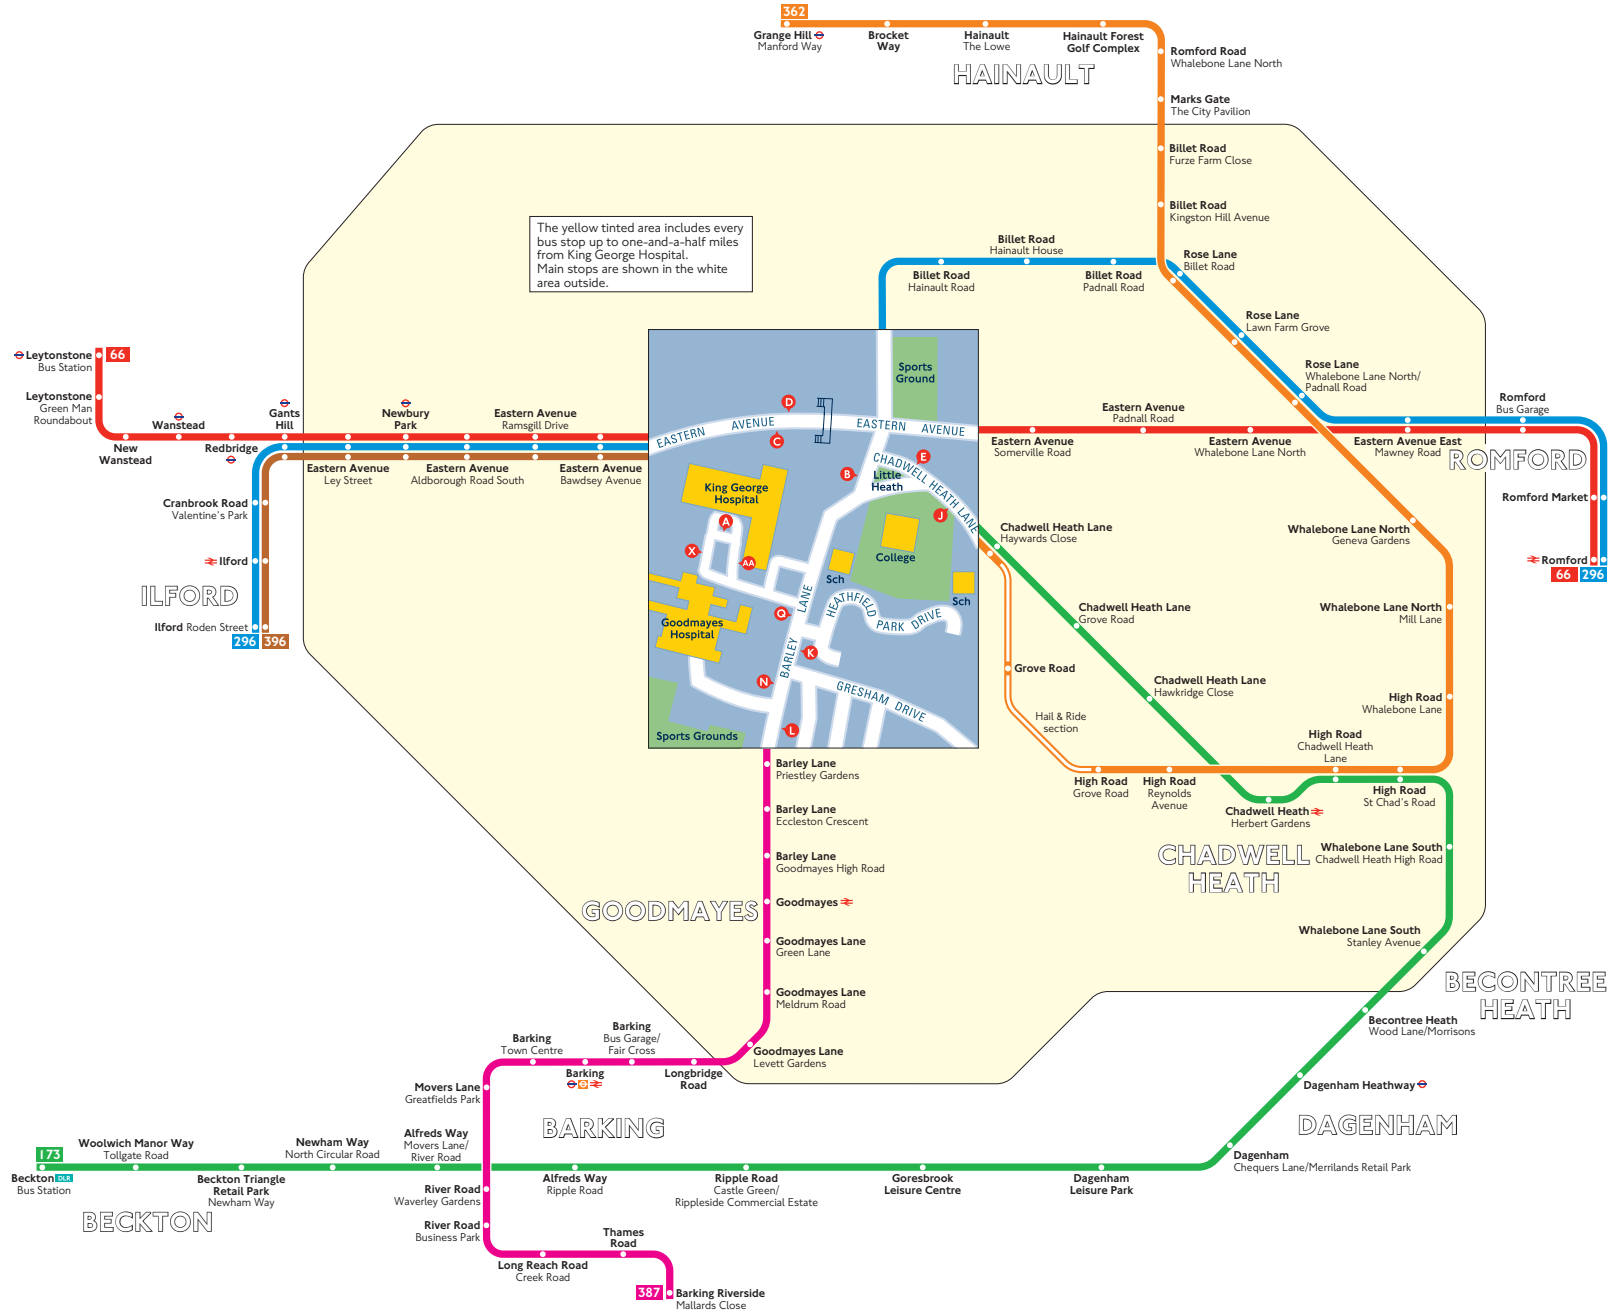 362
Grange Hill
Manford Way
Brocket
Way
Hainault
The Lowe
Hainault Forest
Golf Complex
Romford Road
Whalebone Lane North
HAINAULT
Marks Gate
The City Pavilion
Billet Road
Furze Farm Close
Billet Road
Kingston Hill Avenue
The yellow tinted area includes every
bus stop up to one-and-a-half miles
from King George Hospital.
Main stops are shown in the white
area outside.
Billet Road
Hainault House
Billet Road
Hainault Road
Billet Road
Padnall Road
Rose Lane
Billet Road
Rose Lane
Lawn Farm Grove
Rose Lane
Whalebone Lane North/
Padnall Road
Leytonstone
Bus Station
66
Leytonstone
Green Man
Roundabout
New
Wanstead
Wanstead
Redbridge
Gants
Hill
Eastern Avenue
Ley Street
Newbury
Park
Eastern Avenue
Aldborough Road South
Eastern Avenue
Ramsgill Drive
Eastern Avenue
Bawdsey Avenue
Eastern Avenue
Somerville Road
Eastern Avenue
Padnall Road
Eastern Avenue
Whalebone Lane North
Eastern Avenue East
Mawney Road
Romford
Bus Garage
ROMFORD
Romford Market
Romford
66
296
Cranbrook Road
Valentine's Park
Ilford
ILFORD
Ilford Roden Street
296
396
Sports
Ground
D
EASTERN AVENUE
C
EASTERN AVENUE
CHADWELL HEATH LANE
E
B
Little
Heath
King George
Hospital
J
A
X
AA
College
Sch
Sch
Q
BARLEY LANE
HEATHFIELD
PARK DRIVE
Goodmayes
Hospital
K
N
GRESHAM DRIVE
L
Sports Grounds
Chadwell Heath Lane
Haywards Close
Chadwell Heath Lane
Grove Road
Grove Road
Chadwell Heath Lane
Hawkridge Close
Hail & Ride
section
Whalebone Lane North
Geneva Gardens
Whalebone Lane North
Mill Lane
High Road
Whalebone Lane
High Road
Chadwell Heath
Lane
High Road
Grove Road
High Road
Reynolds
Avenue
High Road
St Chad's Road
Chadwell Heath
Herbert Gardens
CHADWELL
HEATH
Whalebone Lane South
Chadwell Heath High Road
Whalebone Lane South
Stanley Avenue
BECONTREE
HEATH
Becontree Heath
Wood Lane/Morrisons
Dagenham Heathway
DAGENHAM
Dagenham
Chequers Lane/Merrilands Retail Park
Barley Lane
Priestley Gardens
Barley Lane
Eccleston Crescent
Barley Lane
Goodmayes High Road
GOODMAYES
Goodmayes
Goodmayes Lane
Green Lane
Goodmayes Lane
Meldrum Road
Goodmayes Lane
Levett Gardens
Longbridge
Road
Barking
Bus Garage/
Fair Cross
Barking
Barking
Town Centre
Movers Lane
Greatfields Park
BARKING
173
Beckton DLR
Bus Station
Woolwich Manor Way
Tollgate Road
Beckton Triangle
Retail Park
Newham Way
Newham Way
North Circular Road
Alfreds Way
Movers Lane/
River Road
Alfreds Way
Ripple Road
Ripple Road
Castle Green/
Rippleside Commercial Estate
Goresbrook
Leisure Centre
Dagenham
Leisure Park
BECKTON
River Road
Waverley Gardens
River Road
Business Park
Long Reach Road
Creek Road
Thames
Road
387
Barking Riverside
Mallards Close